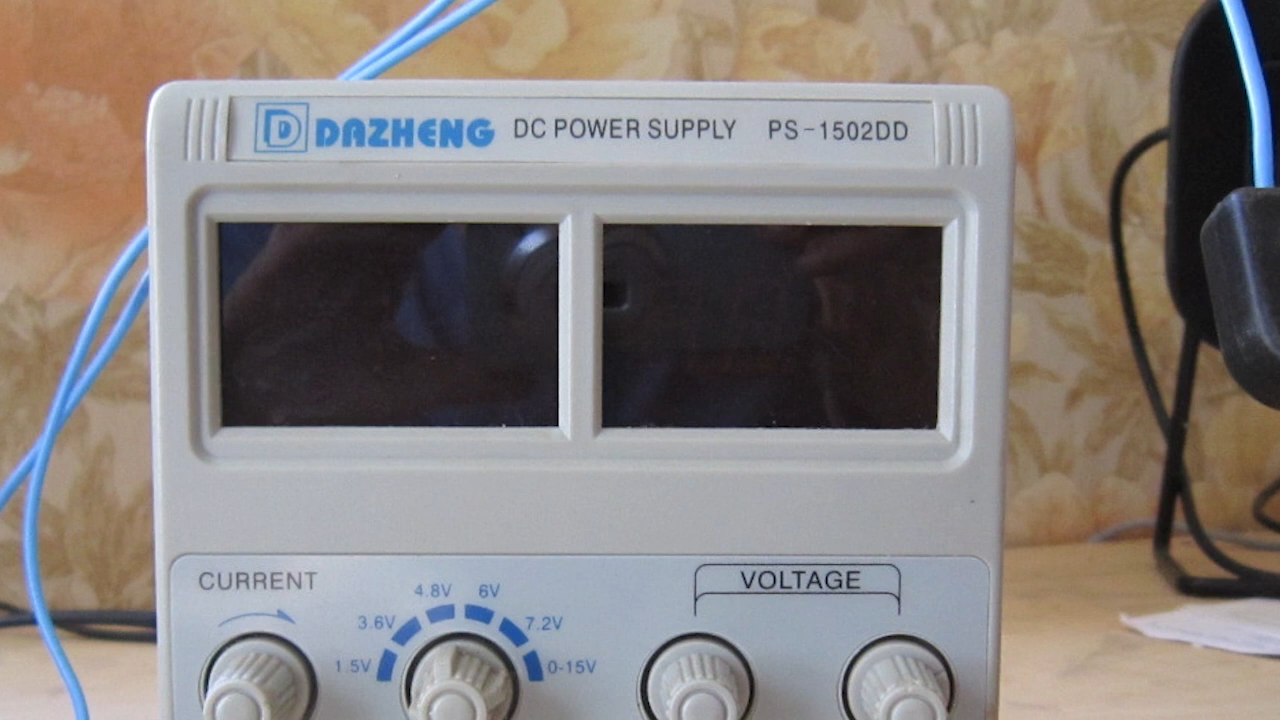 D DAZHENG DC POWER SUPPLY PS-1502DD
CURRENT
VOLTAGE
4.8V 6V
3.6V 7.2V
1.5V 0-15V